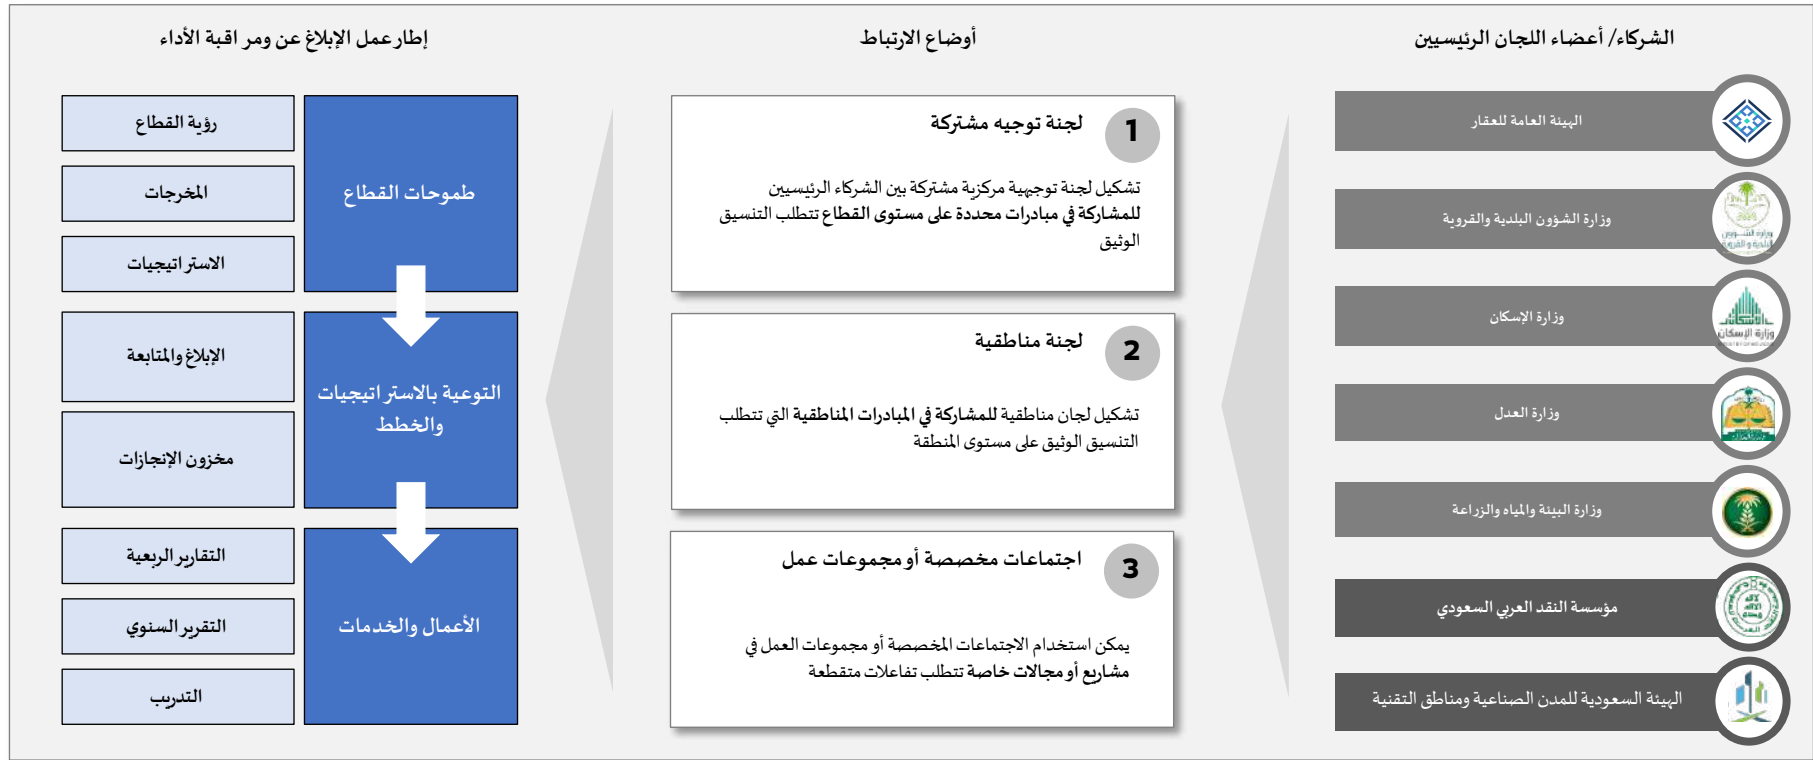 الشركاء/ أعضاء اللجان الرئيسيين
الهيئة العامة للعقار
وزارة الشؤون البلدية والقروية
وزارة الإسكان
وزارة العدل
وزارة البيئة والمياه والزراعة
مؤسسة النقد العربي السعودي
الهيئة السعودية للمدن الصناعية ومناطق التقنية
أوضاع الارتباط
1
لجنة توجيه مشتركة
تشكيل لجنة توجيهية مركزية مشتركة بين الشركاء الرئيسيين
للمشاركة في مبادرات محددة على مستوى القطاع تتطلب التنسيق
الوثيق
2
لجنة مناطقية
تشكيل لجان مناطقية للمشاركة في المبادرات المناطقية التي تتطلب
التنسيق الوثيق على مستوى المنطقة
3
اجتماعات مخصصة أو مجموعات عمل
يمكن استخدام الاجتماعات المخصصة أو مجموعات العمل في
مشاريع أو مجالات خاصة تتطلب تفاعلات متقطعة
إطار عمل الإبلاغ عن ومراقبة الأداء
طموحات القطاع
رؤية القطاع
المخرجات
الاستراتيجيات
التوعية بالاستراتيجيات
والخطط
الإبلاغ والمتابعة
مخزون الإنجازات
الأعمال والخدمات
التقارير الربعية
التقرير السنوي
التدريب
وزارة الشؤون
البلدية والقروية
وزارة الإسكان